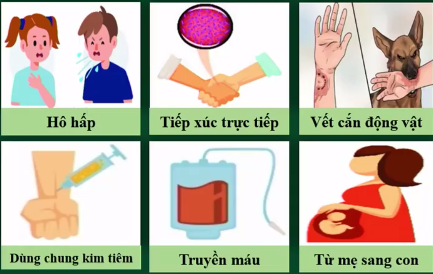 Hô hấp
Tiếp xúc trực tiếp
Vết cắn động vật
Dùng chung kim tiêm
Truyền máu
Từ mẹ sang con